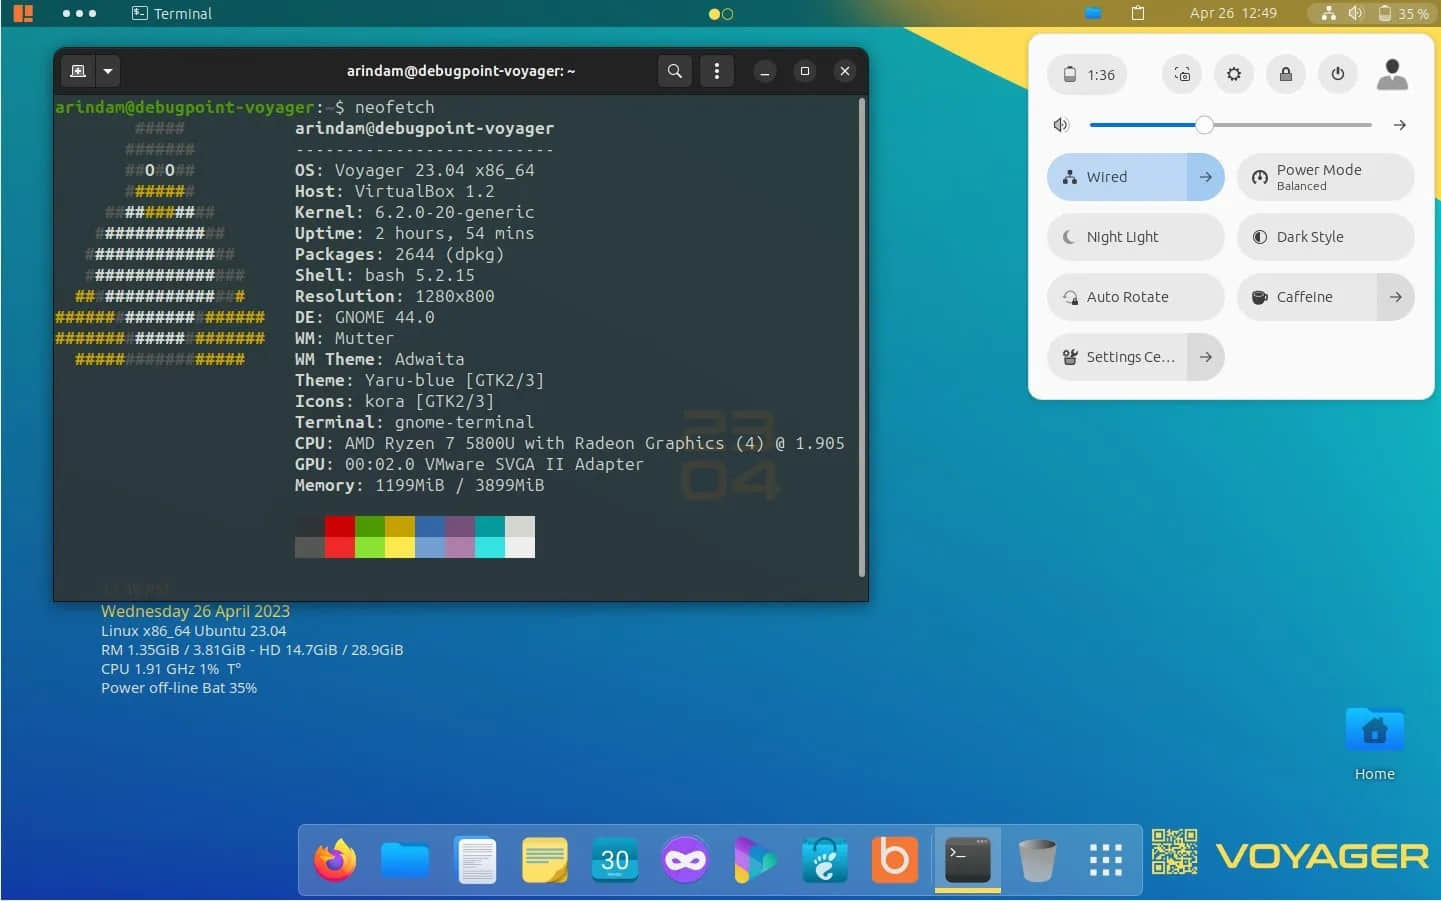 Terminal
Apr 26 12:49
35 %
arindam@debugpoint-voyager: ~
arindam@debugpoint-voyager:~$ neofetch
#####
#######
##O#O##
#######
###########
#############
###############
################
#################
#####################
#####################
#################
arindam@debugpoint-voyager
--------------------------
OS: Voyager 23.04 x86_64
Host: VirtualBox 1.2
Kernel: 6.2.0-20-generic
Uptime: 2 hours, 54 mins
Packages: 2644 (dpkg)
Shell: bash 5.2.15
Resolution: 1280x800
DE: GNOME 44.0
WM: Mutter
WM Theme: Adwaita
Theme: Yaru-blue [GTK2/3]
Icons: kora [GTK2/3]
Terminal: gnome-terminal
CPU: AMD Ryzen 7 5800U with Radeon Graphics (4) @ 1.905
GPU: 00:02.0 VMware SVGA II Adapter
Memory: 1199MiB / 3899MiB
23
04
1:36
Wired
Power Mode
Balanced
Night Light
Dark Style
Auto Rotate
Caffeine
Settings Ce...
Wednesday 26 April 2023
Linux x86_64 Ubuntu 23.04
RM 1.35GiB / 3.81GiB - HD 14.7GiB / 28.9GiB
CPU 1.91 GHz 1% T°
Power off-line Bat 35%
Home
30
b
>_
VOYAGER